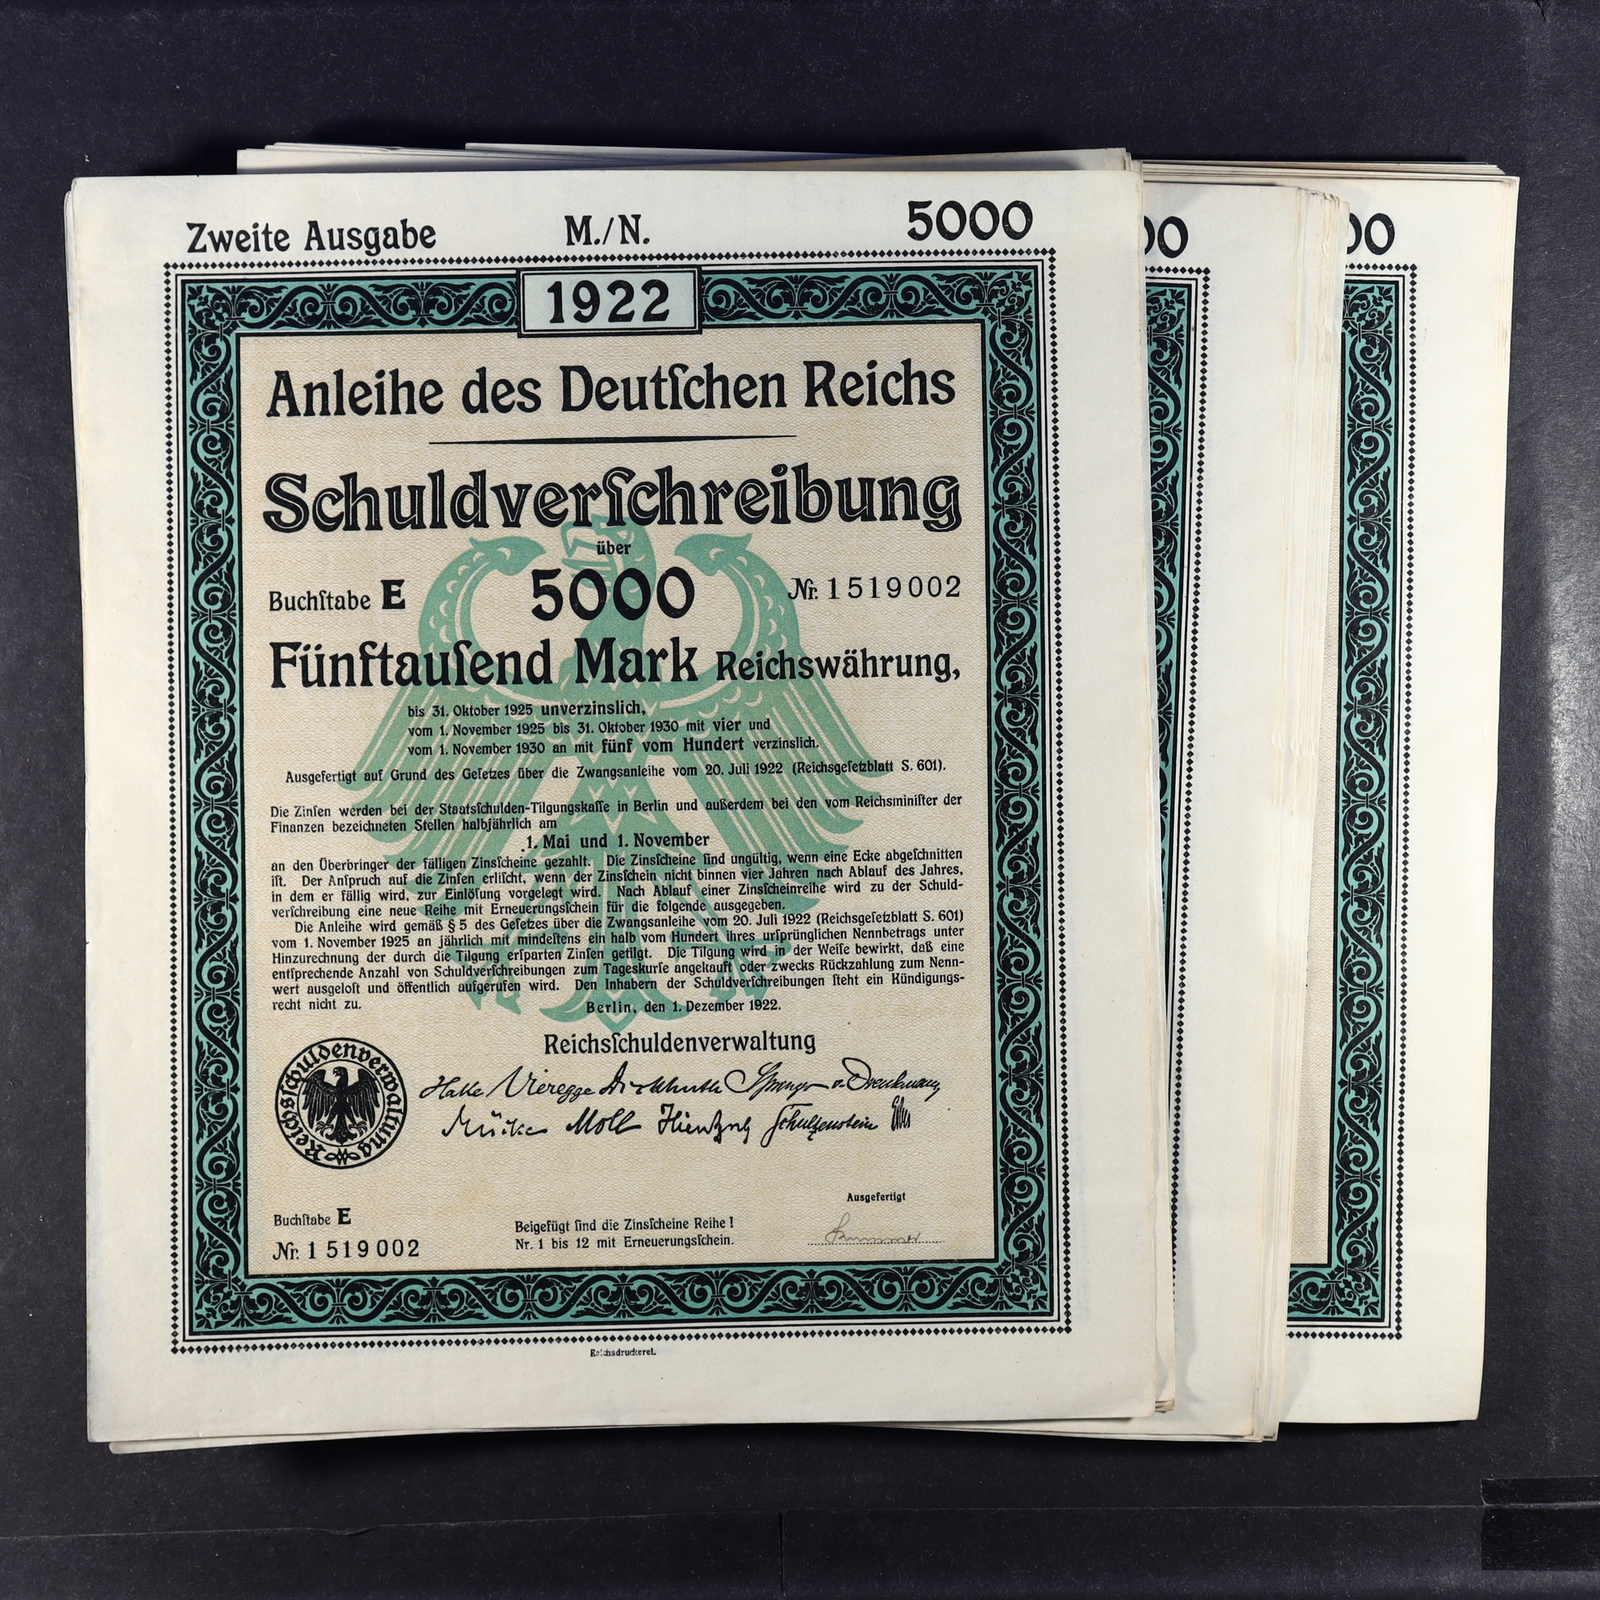 Zweite Ausgabe M./N. 5000
1922
Anleihe des Deutſchen Reichs
Schuldverſchreibung
über
Buchſtabe E 5000 Nr. 1519002
Fünftauſend Mark Reichswährung,
bis 31. Oktober 1925 unverzinslich,
vom 1. November 1925 bis 31. Oktober 1930 mit vier und
vom 1. November 1930 an mit fünf vom Hundert verzinslich.
Ausgefertigt auf Grund des Geſetzes über die Zwangsanleihe vom 20. Juli 1922 (Reichsgeſetzblatt S. 601).
Die Zinſen werden bei der Staatsſchulden-Tilgungskaſſe in Berlin und außerdem bei den vom Reichsminiſter der
Finanzen bezeichneten Stellen halbjährlich am
1. Mai und 1. November
an den Überbringer der fälligen Zinsſcheine gezahlt. Die Zinsſcheine ſind ungültig, wenn eine Ecke abgeſchnitten
iſt. Der Anſpruch auf die Zinſen erliſcht, wenn der Zinsſchein nicht binnen vier Jahren nach Ablauf des Jahres,
in dem er fällig wird, zur Einlöſung vorgelegt wird. Nach Ablauf einer Zinsſcheinreihe wird zu der Schuld-
verſchreibung eine neue Reihe mit Erneuerungsſchein für die folgende ausgegeben.
Die Anleihe wird gemäß § 5 des Geſetzes über die Zwangsanleihe vom 20. Juli 1922 (Reichsgeſetzblatt S. 601)
vom 1. November 1925 an jährlich mit mindeſtens ein halb vom Hundert ihres urſprünglichen Nennbetrags unter
Hinzurechnung der durch die Tilgung erſparten Zinſen getilgt. Die Tilgung wird in der Weiſe bewirkt, daß eine
entſprechende Anzahl von Schuldverſchreibungen zum Tageskurſe angekauft oder zwecks Rückzahlung zum Nenn-
wert ausgeloſt und öffentlich aufgerufen wird. Den Inhabern der Schuldverſchreibungen ſteht ein Kündigungs-
recht nicht zu.
Berlin, den 1. Dezember 1922.
Reichsſchuldenverwaltung
Reichsſchuldenverwaltung
Halle Vieregge Springer
Mücke Moll Schulzenstein
Ausgefertigt
Buchſtabe E
Nr. 1519002
Beigefügt ſind die Zinsſcheine Reihe I
Nr. 1 bis 12 mit Erneuerungsſchein.
Reichsdruckerei.
00
00